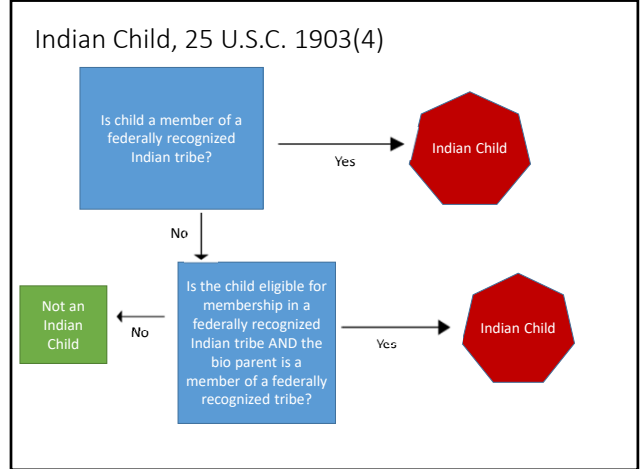 Indian Child, 25 U.S.C. 1903(4)
Is child a member of a
federally recognized
Indian tribe?
Yes
Indian Child
No
Is the child eligible for
membership in a
federally recognized
Indian tribe AND the
bio parent is a
member of a federally
recognized tribe?
No
Not an
Indian
Child
Yes
Indian Child